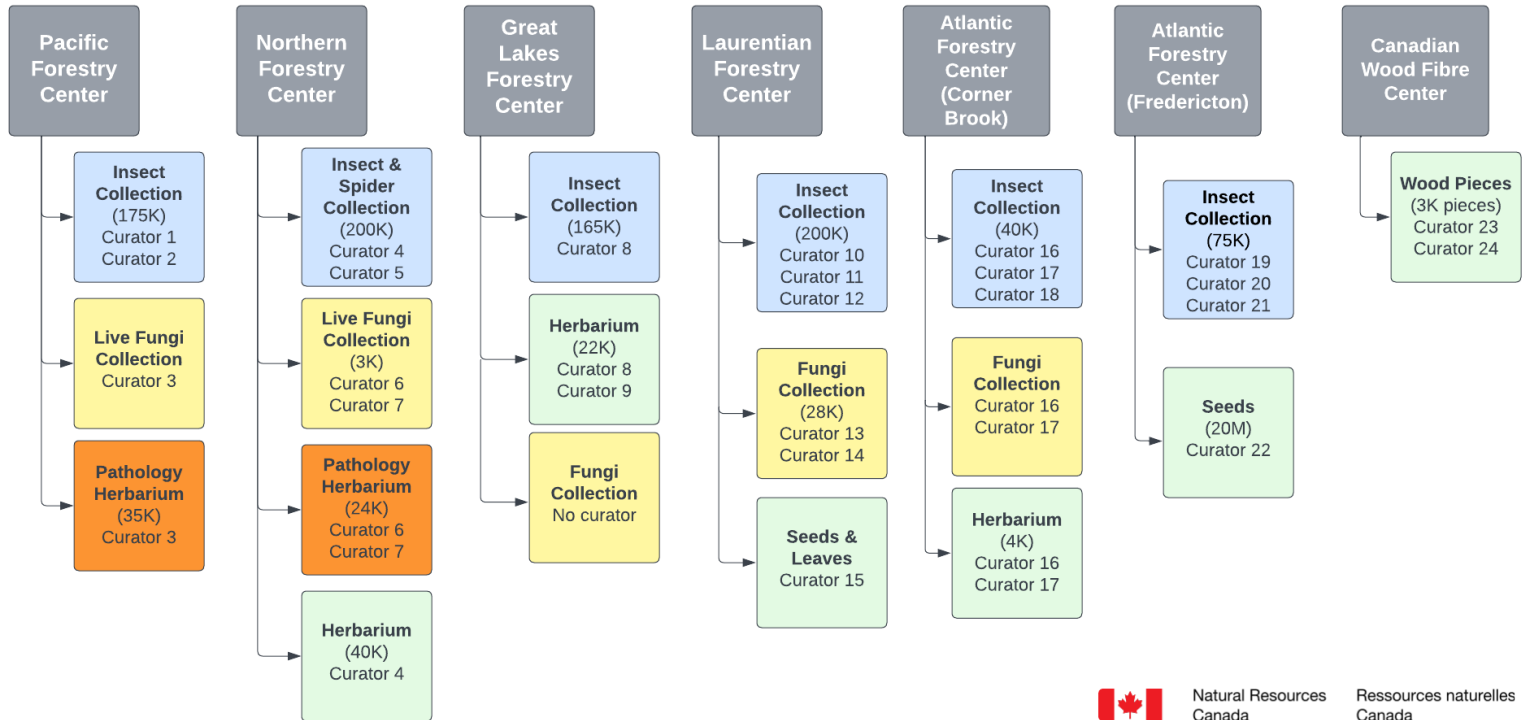 Pacific
Forestry
Center
Insect
Collection
(175K)
Curator 1
Curator 2
Live Fungi
Collection
Curator 3
Pathology
Herbarium
(35K)
Curator 3
Northern
Forestry
Center
Insect &
Spider
Collection
(200K)
Curator 4
Curator 5
Live Fungi
Collection
(3K)
Curator 6
Curator 7
Pathology
Herbarium
(24K)
Curator 6
Curator 7
Herbarium
(40K)
Curator 4
Great
Lakes
Forestry
Center
Insect
Collection
(165K)
Curator 8
Herbarium
(22K)
Curator 8
Curator 9
Fungi
Collection
No curator
Laurentian
Forestry
Center
Insect
Collection
(200K)
Curator 10
Curator 11
Curator 12
Fungi
Collection
(28K)
Curator 13
Curator 14
Seeds &
Leaves
Curator 15
Atlantic
Forestry
Center
(Corner
Brook)
Insect
Collection
(40K)
Curator 16
Curator 17
Curator 18
Fungi
Collection
Curator 16
Curator 17
Herbarium
(4K)
Curator 16
Curator 17
Atlantic
Forestry
Center
(Fredericton)
Insect
Collection
(75K)
Curator 19
Curator 20
Curator 21
Seeds
(20M)
Curator 22
Canadian
Wood Fibre
Center
Wood Pieces
(3K pieces)
Curator 23
Curator 24
Natural Resources
Canada
Ressources naturelles
Canada